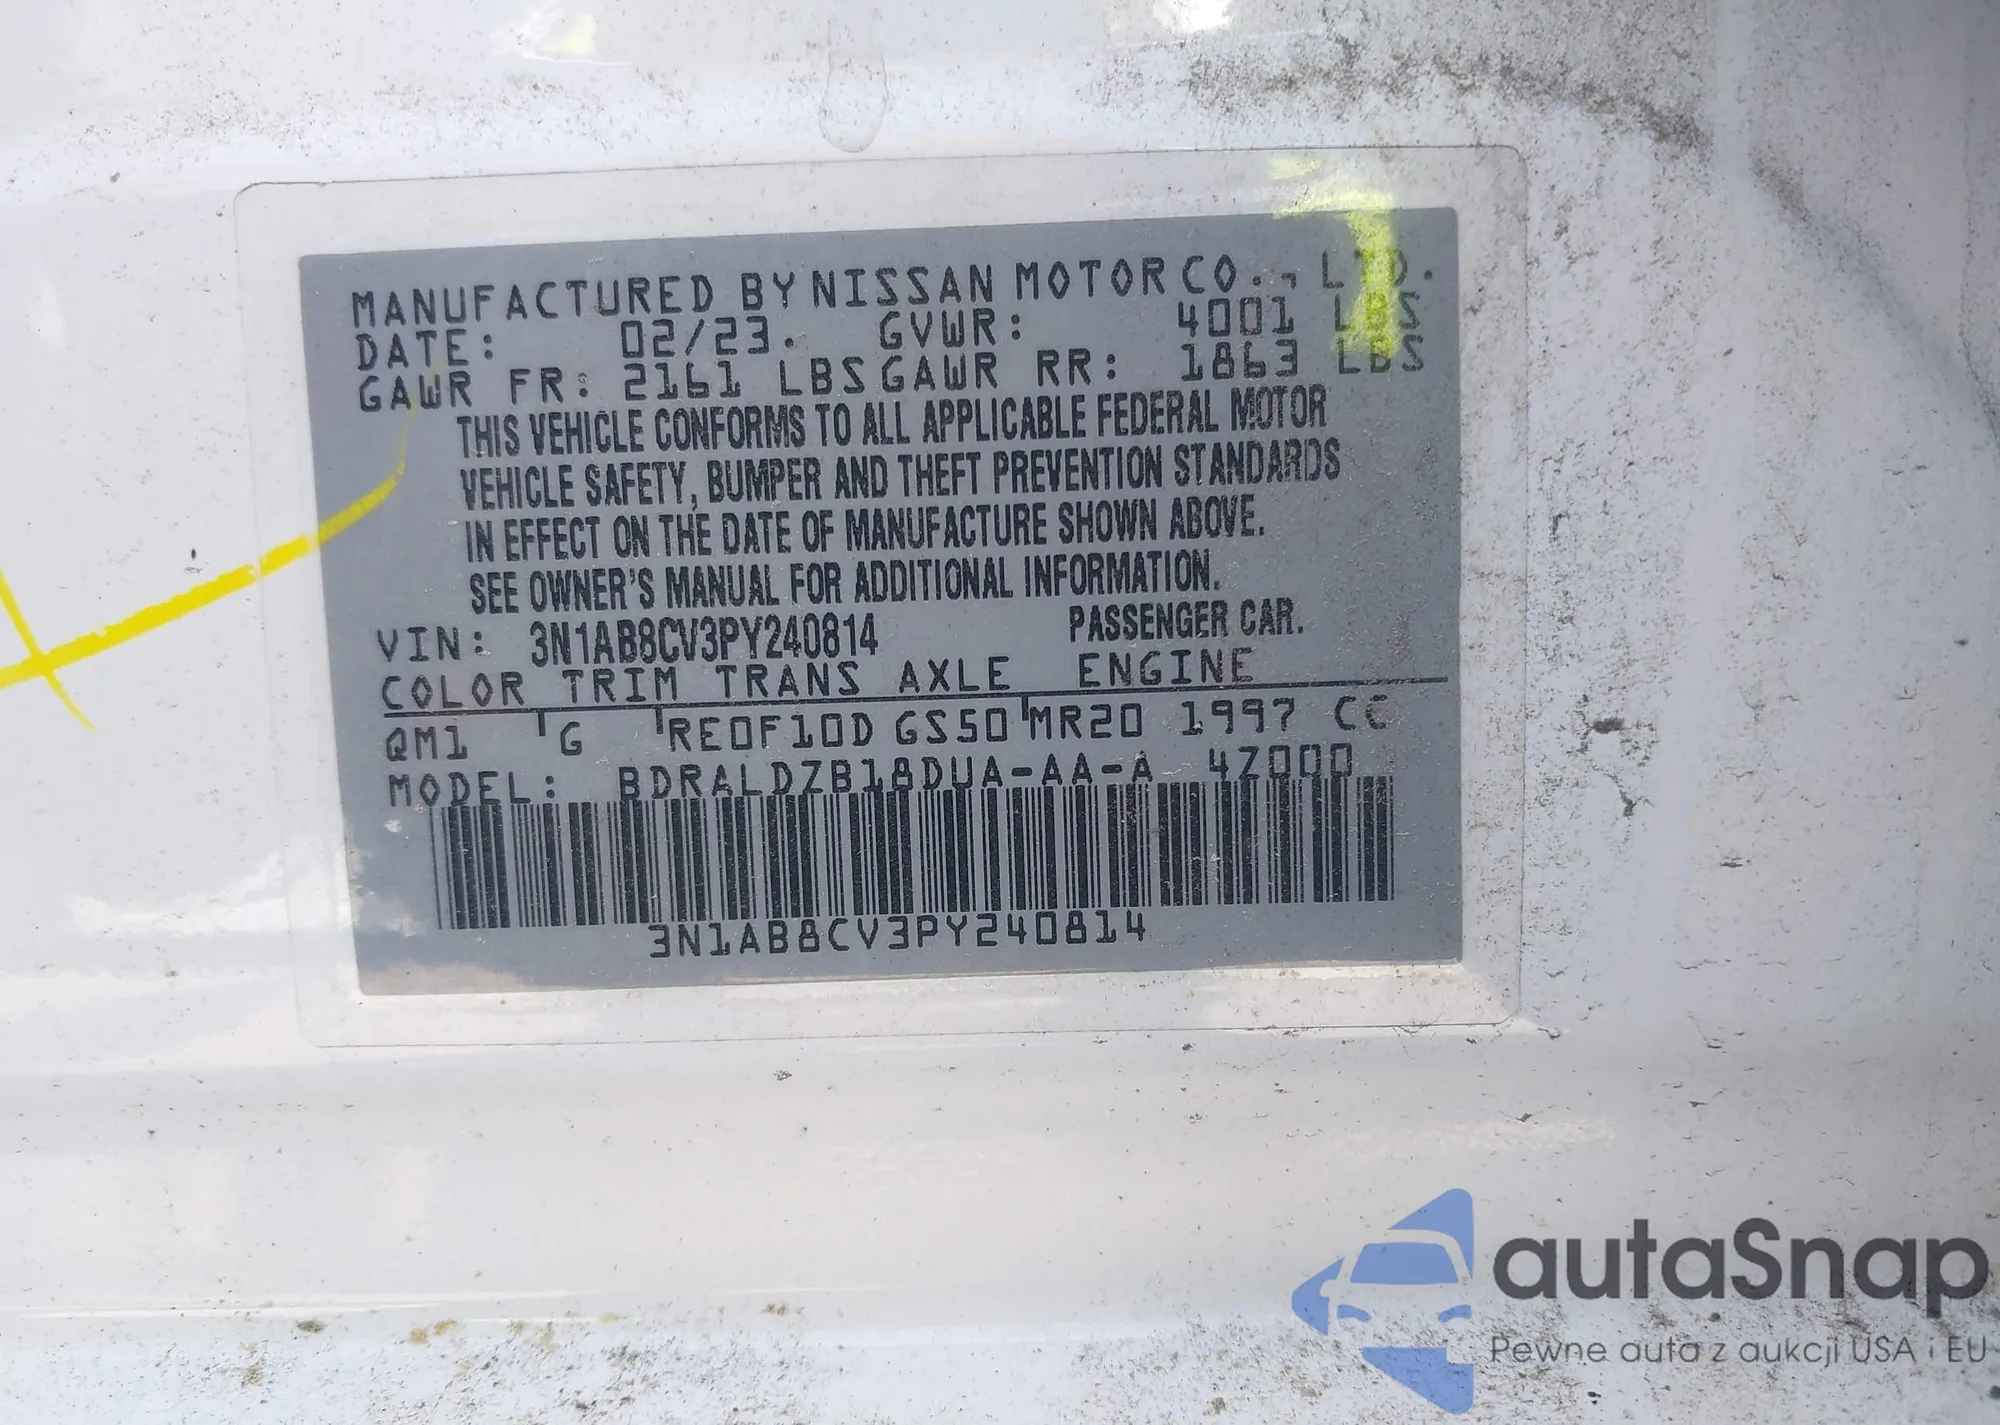 MANUFACTURED BY NISSAN MOTOR CO., LTD.
DATE: 02/23. GVWR: 4001 LBS
GAWR FR: 2161 LBS GAWR RR: 1863 LBS
THIS VEHICLE CONFORMS TO ALL APPLICABLE FEDERAL MOTOR
VEHICLE SAFETY, BUMPER AND THEFT PREVENTION STANDARDS
IN EFFECT ON THE DATE OF MANUFACTURE SHOWN ABOVE.
SEE OWNER'S MANUAL FOR ADDITIONAL INFORMATION.
VIN: 3N1AB8CV3PY240814 PASSENGER CAR.
COLOR TRIM TRANS AXLE ENGINE
QM1 G RE0F10D GS50 MR20 1997 CC
MODEL: BDRALDZB18DUA-AA-A 4Z000
3N1AB8CV3PY240814
autaSnap
Pewne auta z aukcji USA i EU